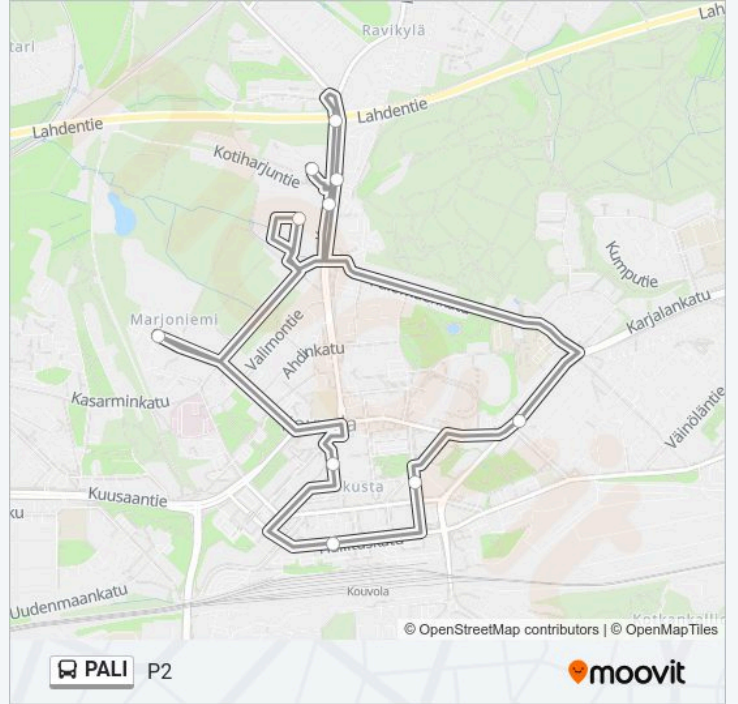 Lah
Ravikylä
tari
Lahdentie
Lahdentie
Kotiharjuntie
Kumputie
Karjalankatu
Marjoniemi
Valimontie
Ahdinkatu
Kasarminkatu
Väinöläntie
Kuusaantie
ku
kusta
Kouvola
Uudenmaankatu
© OpenStreetMap contributors | © OpenMapTiles
PALI P2
moovit